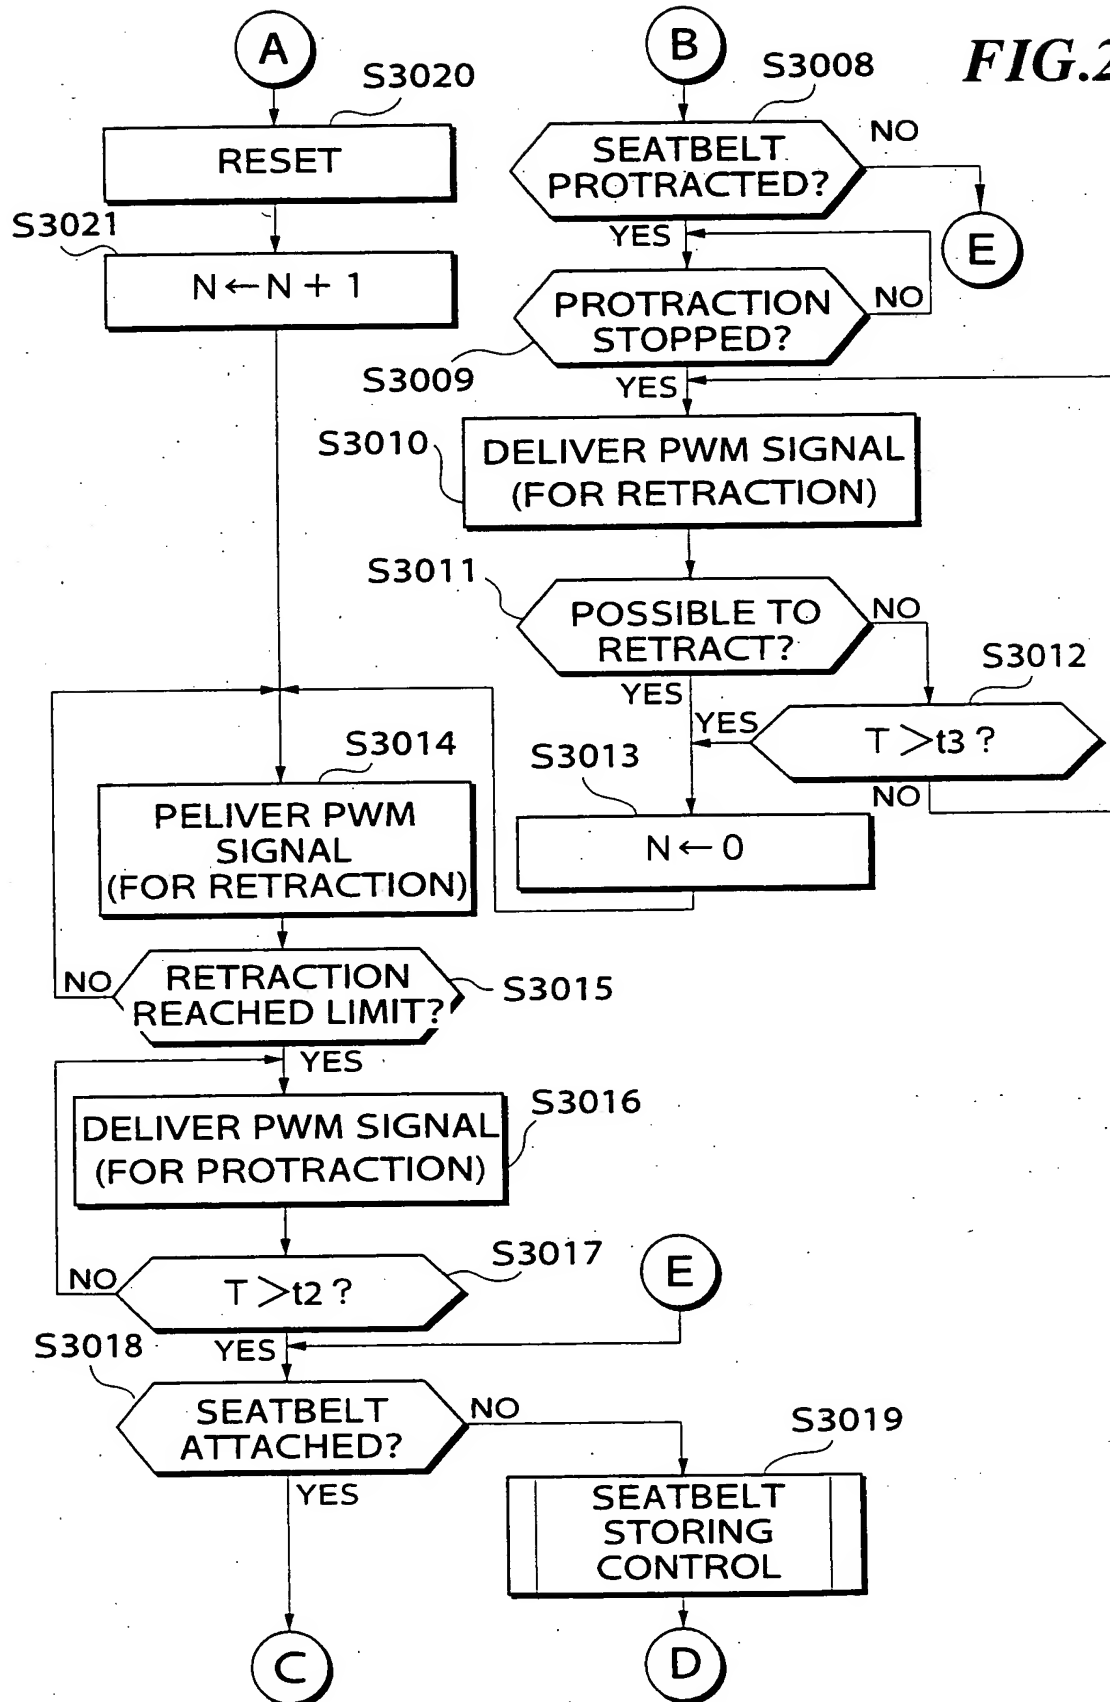 FIG.2
A
S3020
RESET
S3021
N←N + 1
B
S3008
SEATBELT
PROTRACTED?
NO
E
YES
PROTRACTION
STOPPED?
NO
S3009
YES
S3010
DELIVER PWM SIGNAL
(FOR RETRACTION)
S3011
POSSIBLE TO
RETRACT?
NO
YES
S3012
T >t3 ?
YES
NO
S3013
N ← 0
S3014
PELIVER PWM
SIGNAL
(FOR RETRACTION)
RETRACTION
REACHED LIMIT?
NO
S3015
YES
S3016
DELIVER PWM SIGNAL
(FOR PROTRACTION)
S3017
T >t2 ?
NO
YES
E
S3018
SEATBELT
ATTACHED?
NO
YES
S3019
SEATBELT
STORING
CONTROL
C
D